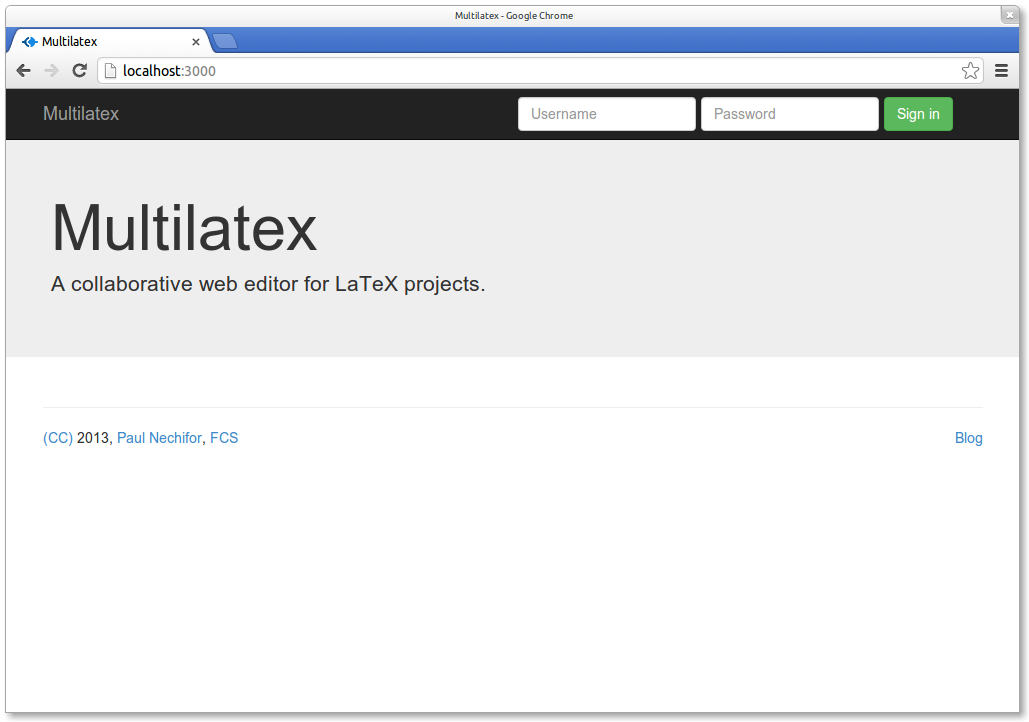 Multilatex - Google Chrome
Multilatex
localhost:3000
Multilatex Username Password Sign in
Multilatex
A collaborative web editor for LaTeX projects.
(CC) 2013, Paul Nechifor, FCS Blog